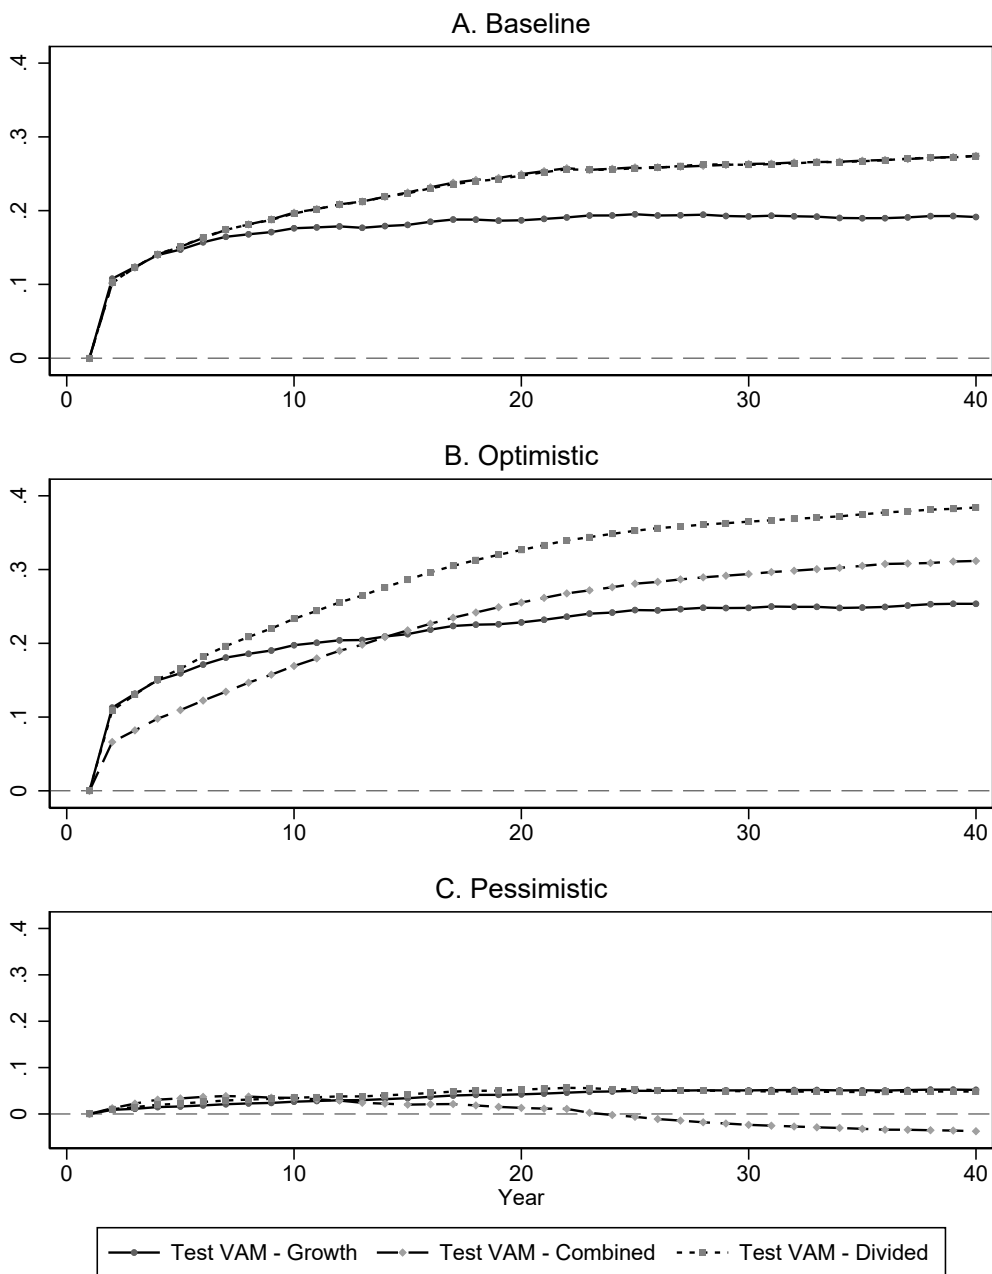 A. Baseline
.4
.3
.2
.1
0
0 10 20 30 40
B. Optimistic
.4
.3
.2
.1
0
0 10 20 30 40
C. Pessimistic
.4
.3
.2
.1
0
0 10 20 30 40
Year
Test VAM - Growth Test VAM - Combined Test VAM - Divided